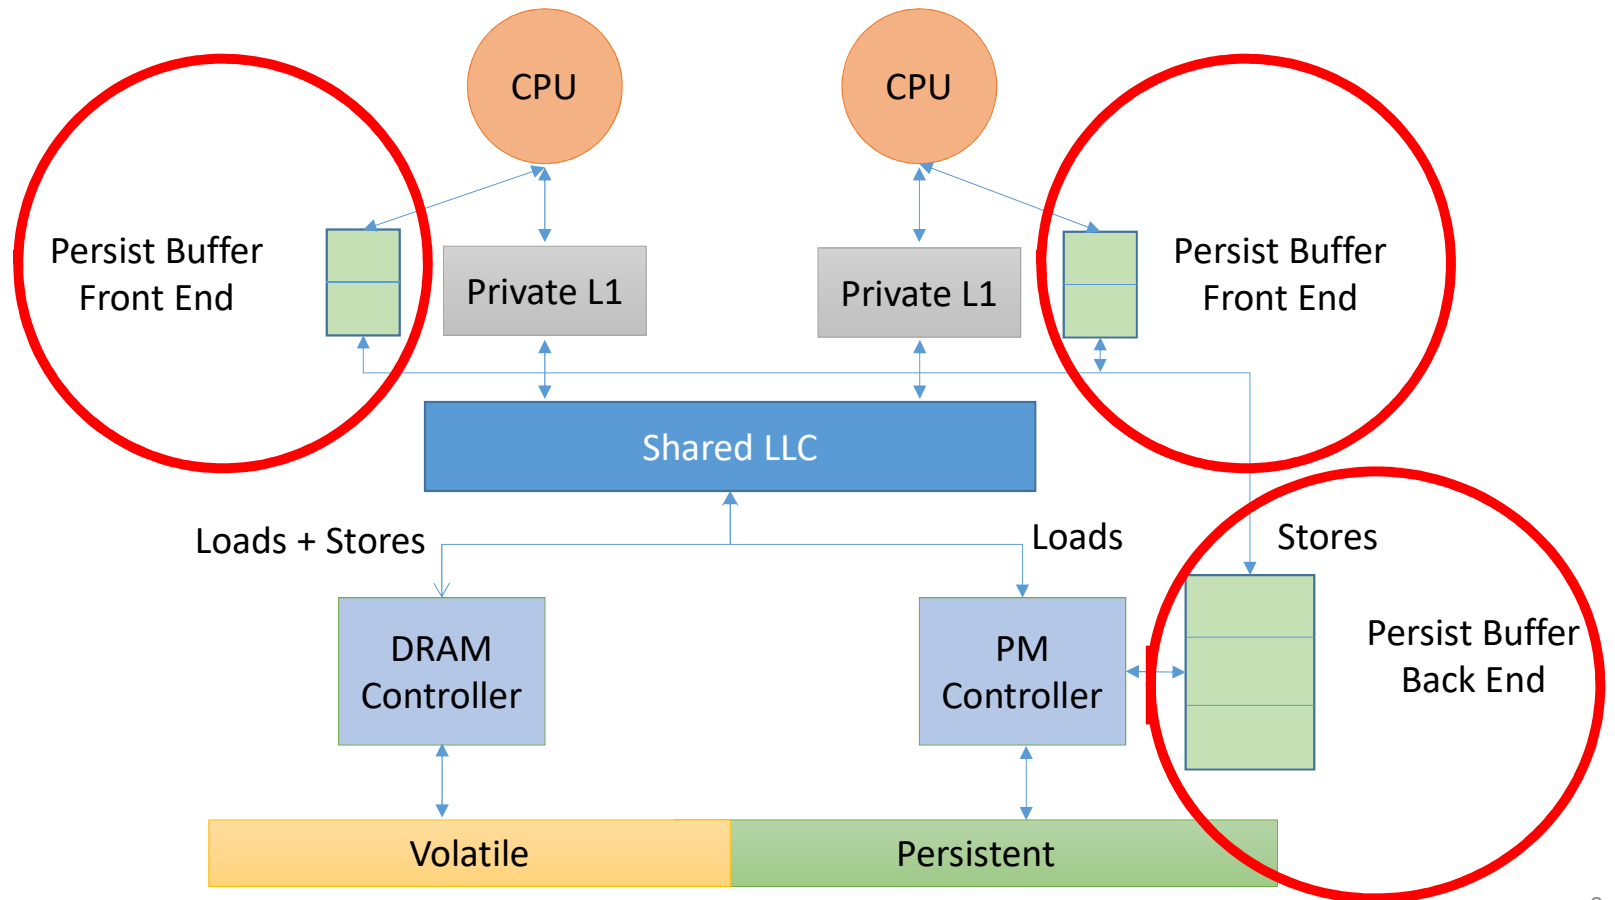 CPU
CPU
Persist Buffer
Front End
Private L1
Private L1
Persist Buffer
Front End
Shared LLC
Loads + Stores
Loads
Stores
DRAM
Controller
PM
Controller
Persist Buffer
Back End
Volatile
Persistent